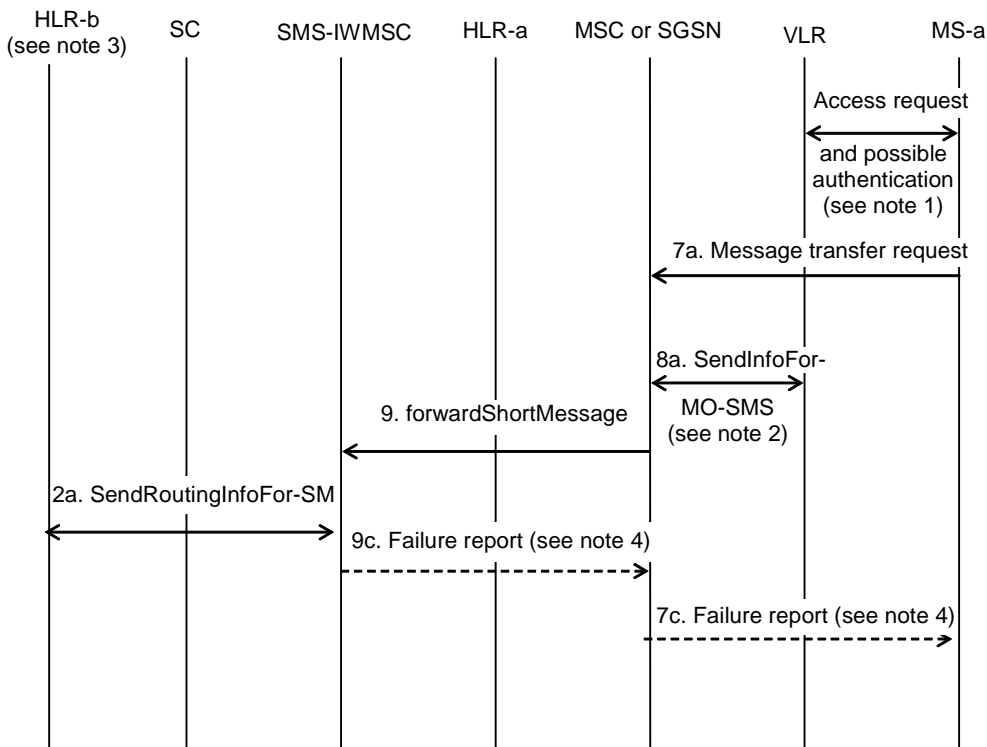 HLR-b
(see note 3)
SC
SMS-IWMSC
HLR-a
MSC or SGSN
VLR
MS-a
Access request
and possible
authentication
(see note 1)
7a. Message transfer request
8a. SendInfoFor-
MO-SMS
(see note 2)
9. forwardShortMessage
2a. SendRoutingInfoFor-SM
9c. Failure report (see note 4)
7c. Failure report (see note 4)